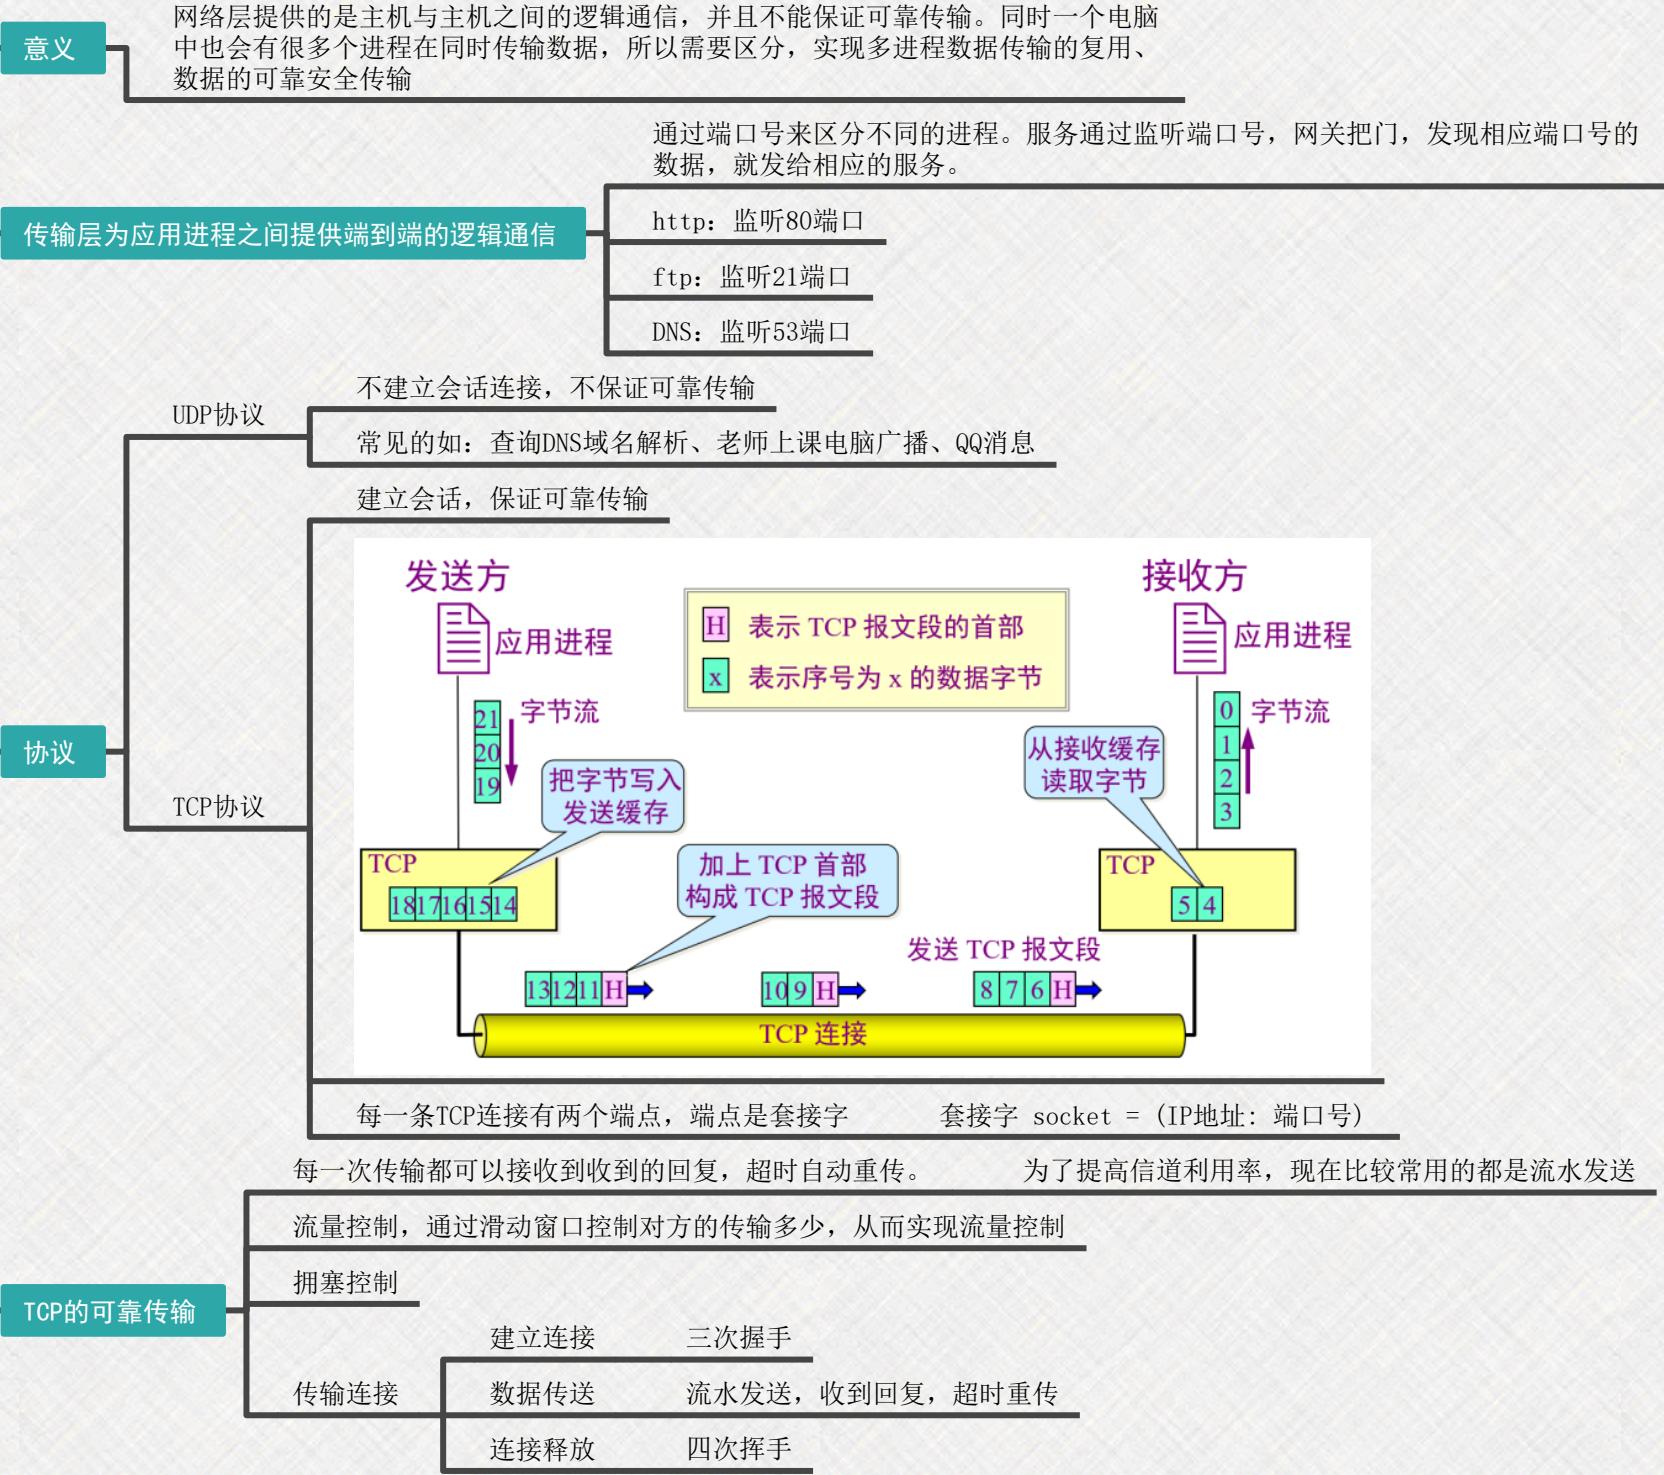 意义
网络层提供的是主机与主机之间的逻辑通信，并且不能保证可靠传输。同时一个电脑
中也会有很多个进程在同时传输数据，所以需要区分，实现多进程数据传输的复用、
数据的可靠安全传输
传输层为应用进程之间提供端到端的逻辑通信
通过端口号来区分不同的进程。服务通过监听端口号，网关把门，发现相应端口号的
数据，就发给相应的服务。
http：监听80端口
ftp：监听21端口
DNS：监听53端口
协议
UDP协议
不建立会话连接，不保证可靠传输
常见的如：查询DNS域名解析、老师上课电脑广播、QQ消息
TCP协议
建立会话，保证可靠传输
发送方
接收方
应用进程
H 表示 TCP 报文段的首部
x 表示序号为 x 的数据字节
应用进程
21
20
19
字节流
0
1
2
3
字节流
把字节写入
发送缓存
从接收缓存
读取字节
TCP
18 17 16 15 14
加上 TCP 首部
构成 TCP 报文段
TCP
5 4
发送 TCP 报文段
13 12 11 H
10 9 H
8 7 6 H
TCP 连接
每一条TCP连接有两个端点，端点是套接字 套接字 socket = (IP地址: 端口号)
TCP的可靠传输
每一次传输都可以接收到收到的回复，超时自动重传。 为了提高信道利用率，现在比较常用的都是流水发送
流量控制，通过滑动窗口控制对方的传输多少，从而实现流量控制
拥塞控制
传输连接
建立连接 三次握手
数据传送 流水发送，收到回复，超时重传
连接释放 四次挥手